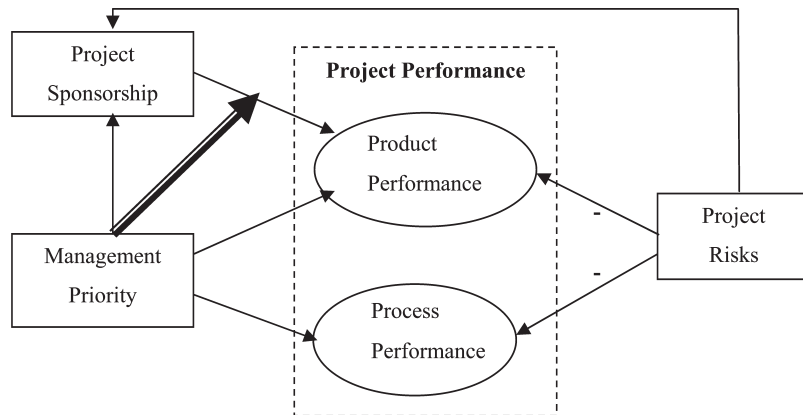 Project
Sponsorship
Project Performance
Product
Performance
-
Project
Risks
Management
Priority
-
Process
Performance